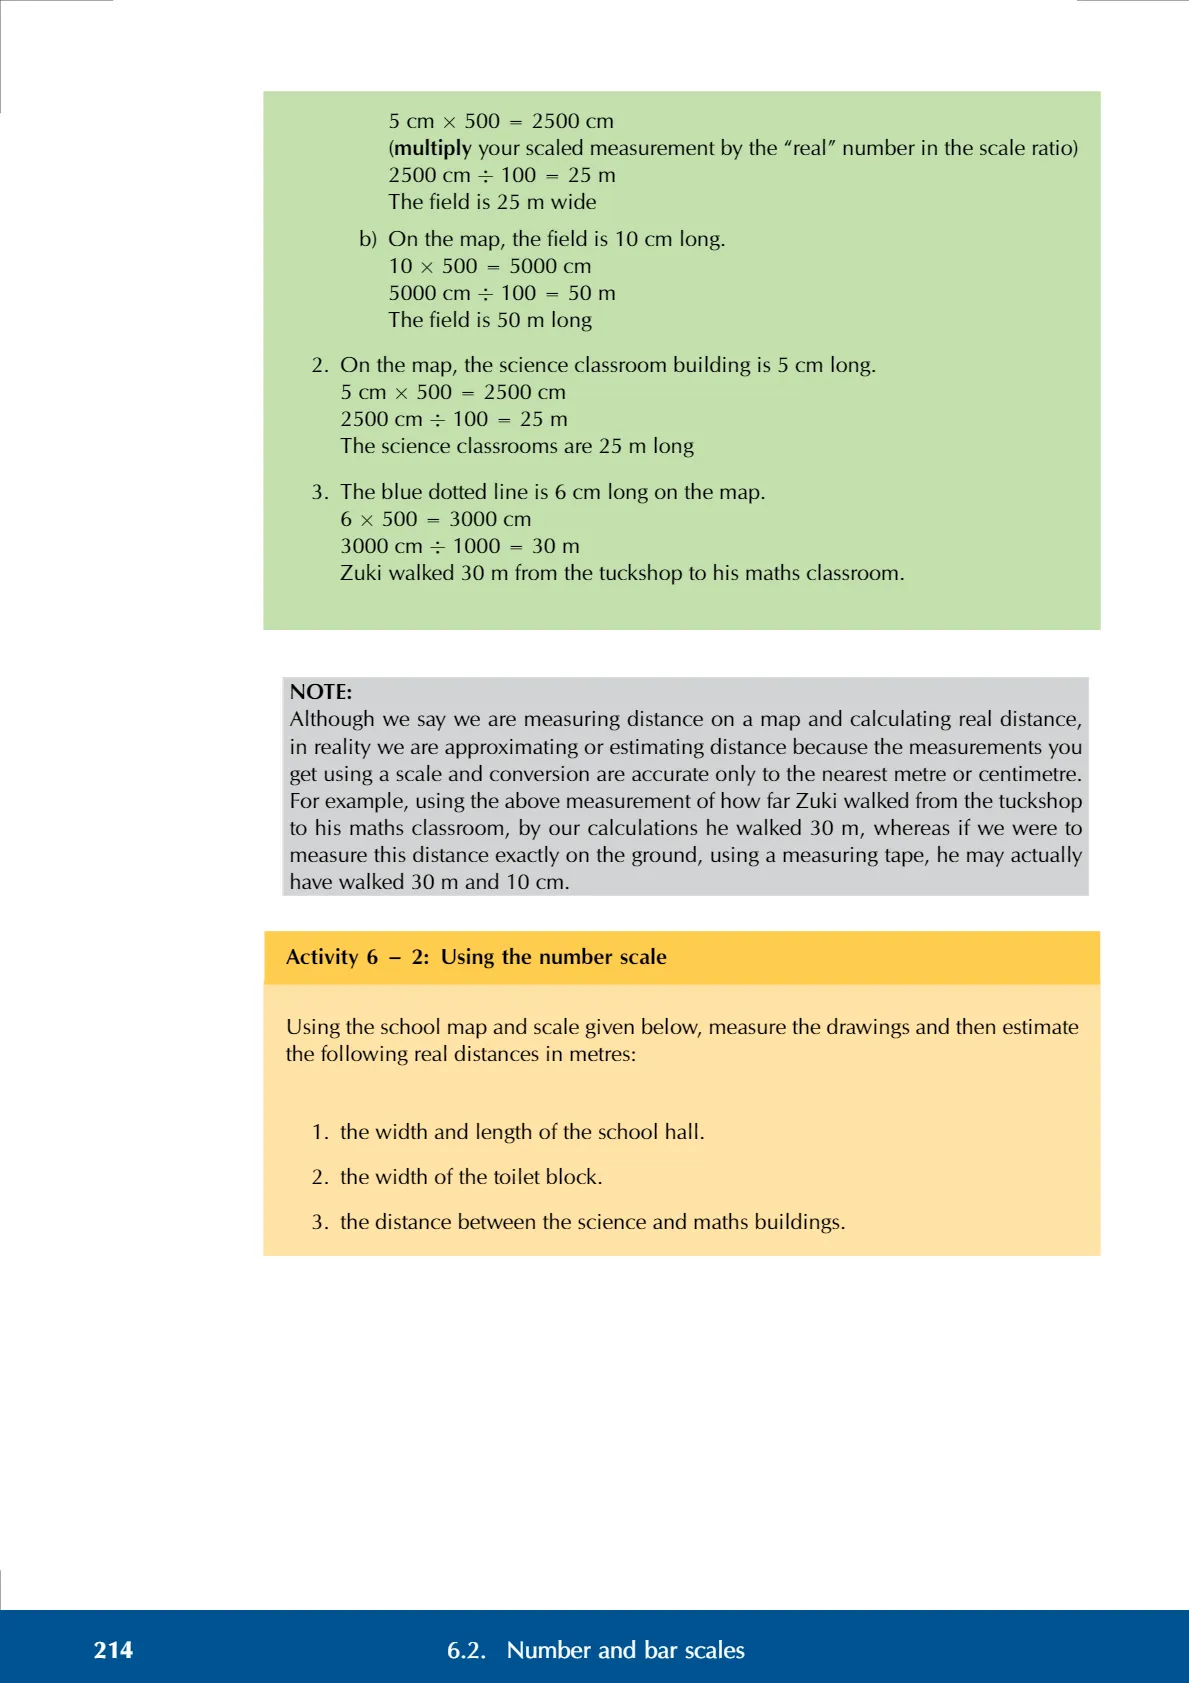 5 cm × 500 = 2500 cm
(multiply your scaled measurement by the “real” number in the scale ratio)
2500 cm ÷ 100 = 25 m
The field is 25 m wide
b) On the map, the field is 10 cm long.
10 × 500 = 5000 cm
5000 cm ÷ 100 = 50 m
The field is 50 m long
2. On the map, the science classroom building is 5 cm long.
5 cm × 500 = 2500 cm
2500 cm ÷ 100 = 25 m
The science classrooms are 25 m long
3. The blue dotted line is 6 cm long on the map.
6 × 500 = 3000 cm
3000 cm ÷ 1000 = 30 m
Zuki walked 30 m from the tuckshop to his maths classroom.
NOTE:
Although we say we are measuring distance on a map and calculating real distance,
in reality we are approximating or estimating distance because the measurements you
get using a scale and conversion are accurate only to the nearest metre or centimetre.
For example, using the above measurement of how far Zuki walked from the tuckshop
to his maths classroom, by our calculations he walked 30 m, whereas if we were to
measure this distance exactly on the ground, using a measuring tape, he may actually
have walked 30 m and 10 cm.
Activity 6 – 2: Using the number scale
Using the school map and scale given below, measure the drawings and then estimate
the following real distances in metres:
1. the width and length of the school hall.
2. the width of the toilet block.
3. the distance between the science and maths buildings.
214 6.2. Number and bar scales